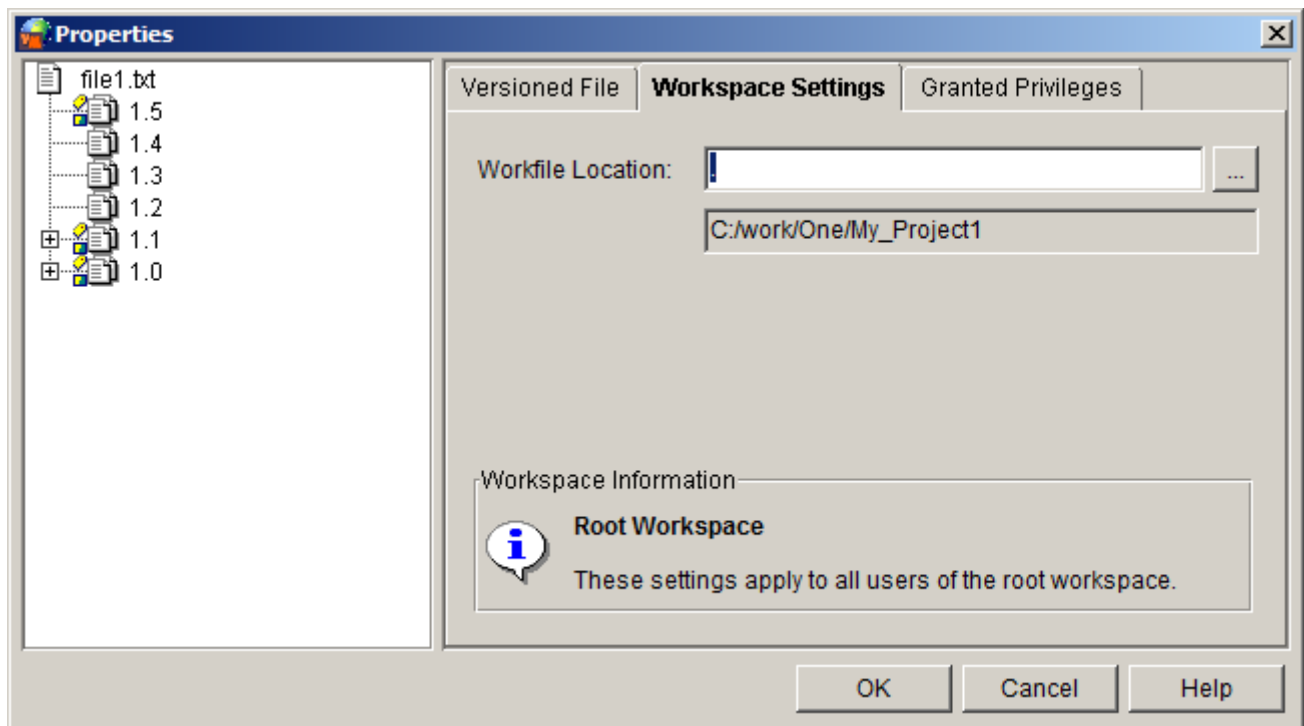 Properties
file1.txt
1.5
1.4
1.3
1.2
1.1
1.0
Versioned File
Workspace Settings
Granted Privileges
Workfile Location:
.
...
C:/work/One/My_Project1
Workspace Information
Root Workspace
These settings apply to all users of the root workspace.
OK
Cancel
Help